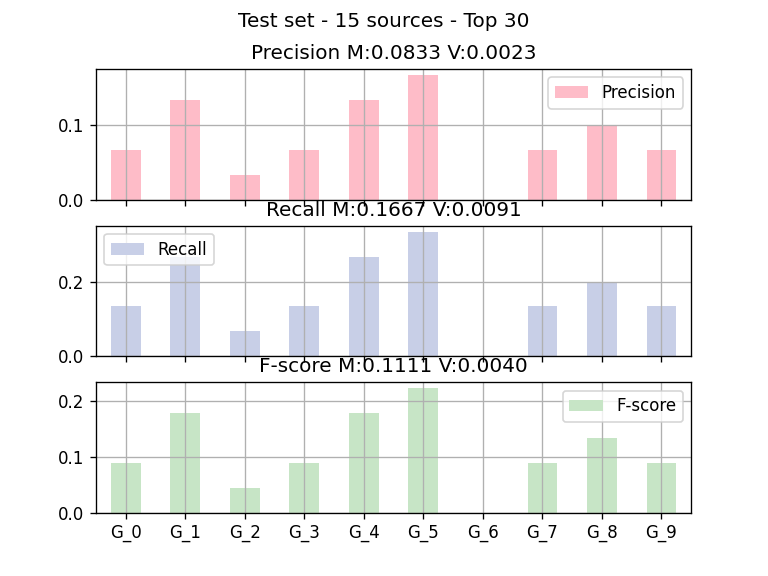 Test set - 15 sources - Top 30
Precision M:0.0833 V:0.0023
Precision
0.1
0.0
Recall M:0.1667 V:0.0091
Recall
0.2
0.0
F-score M:0.1111 V:0.0040
F-score
0.2
0.1
0.0
G_0 G_1 G_2 G_3 G_4 G_5 G_6 G_7 G_8 G_9